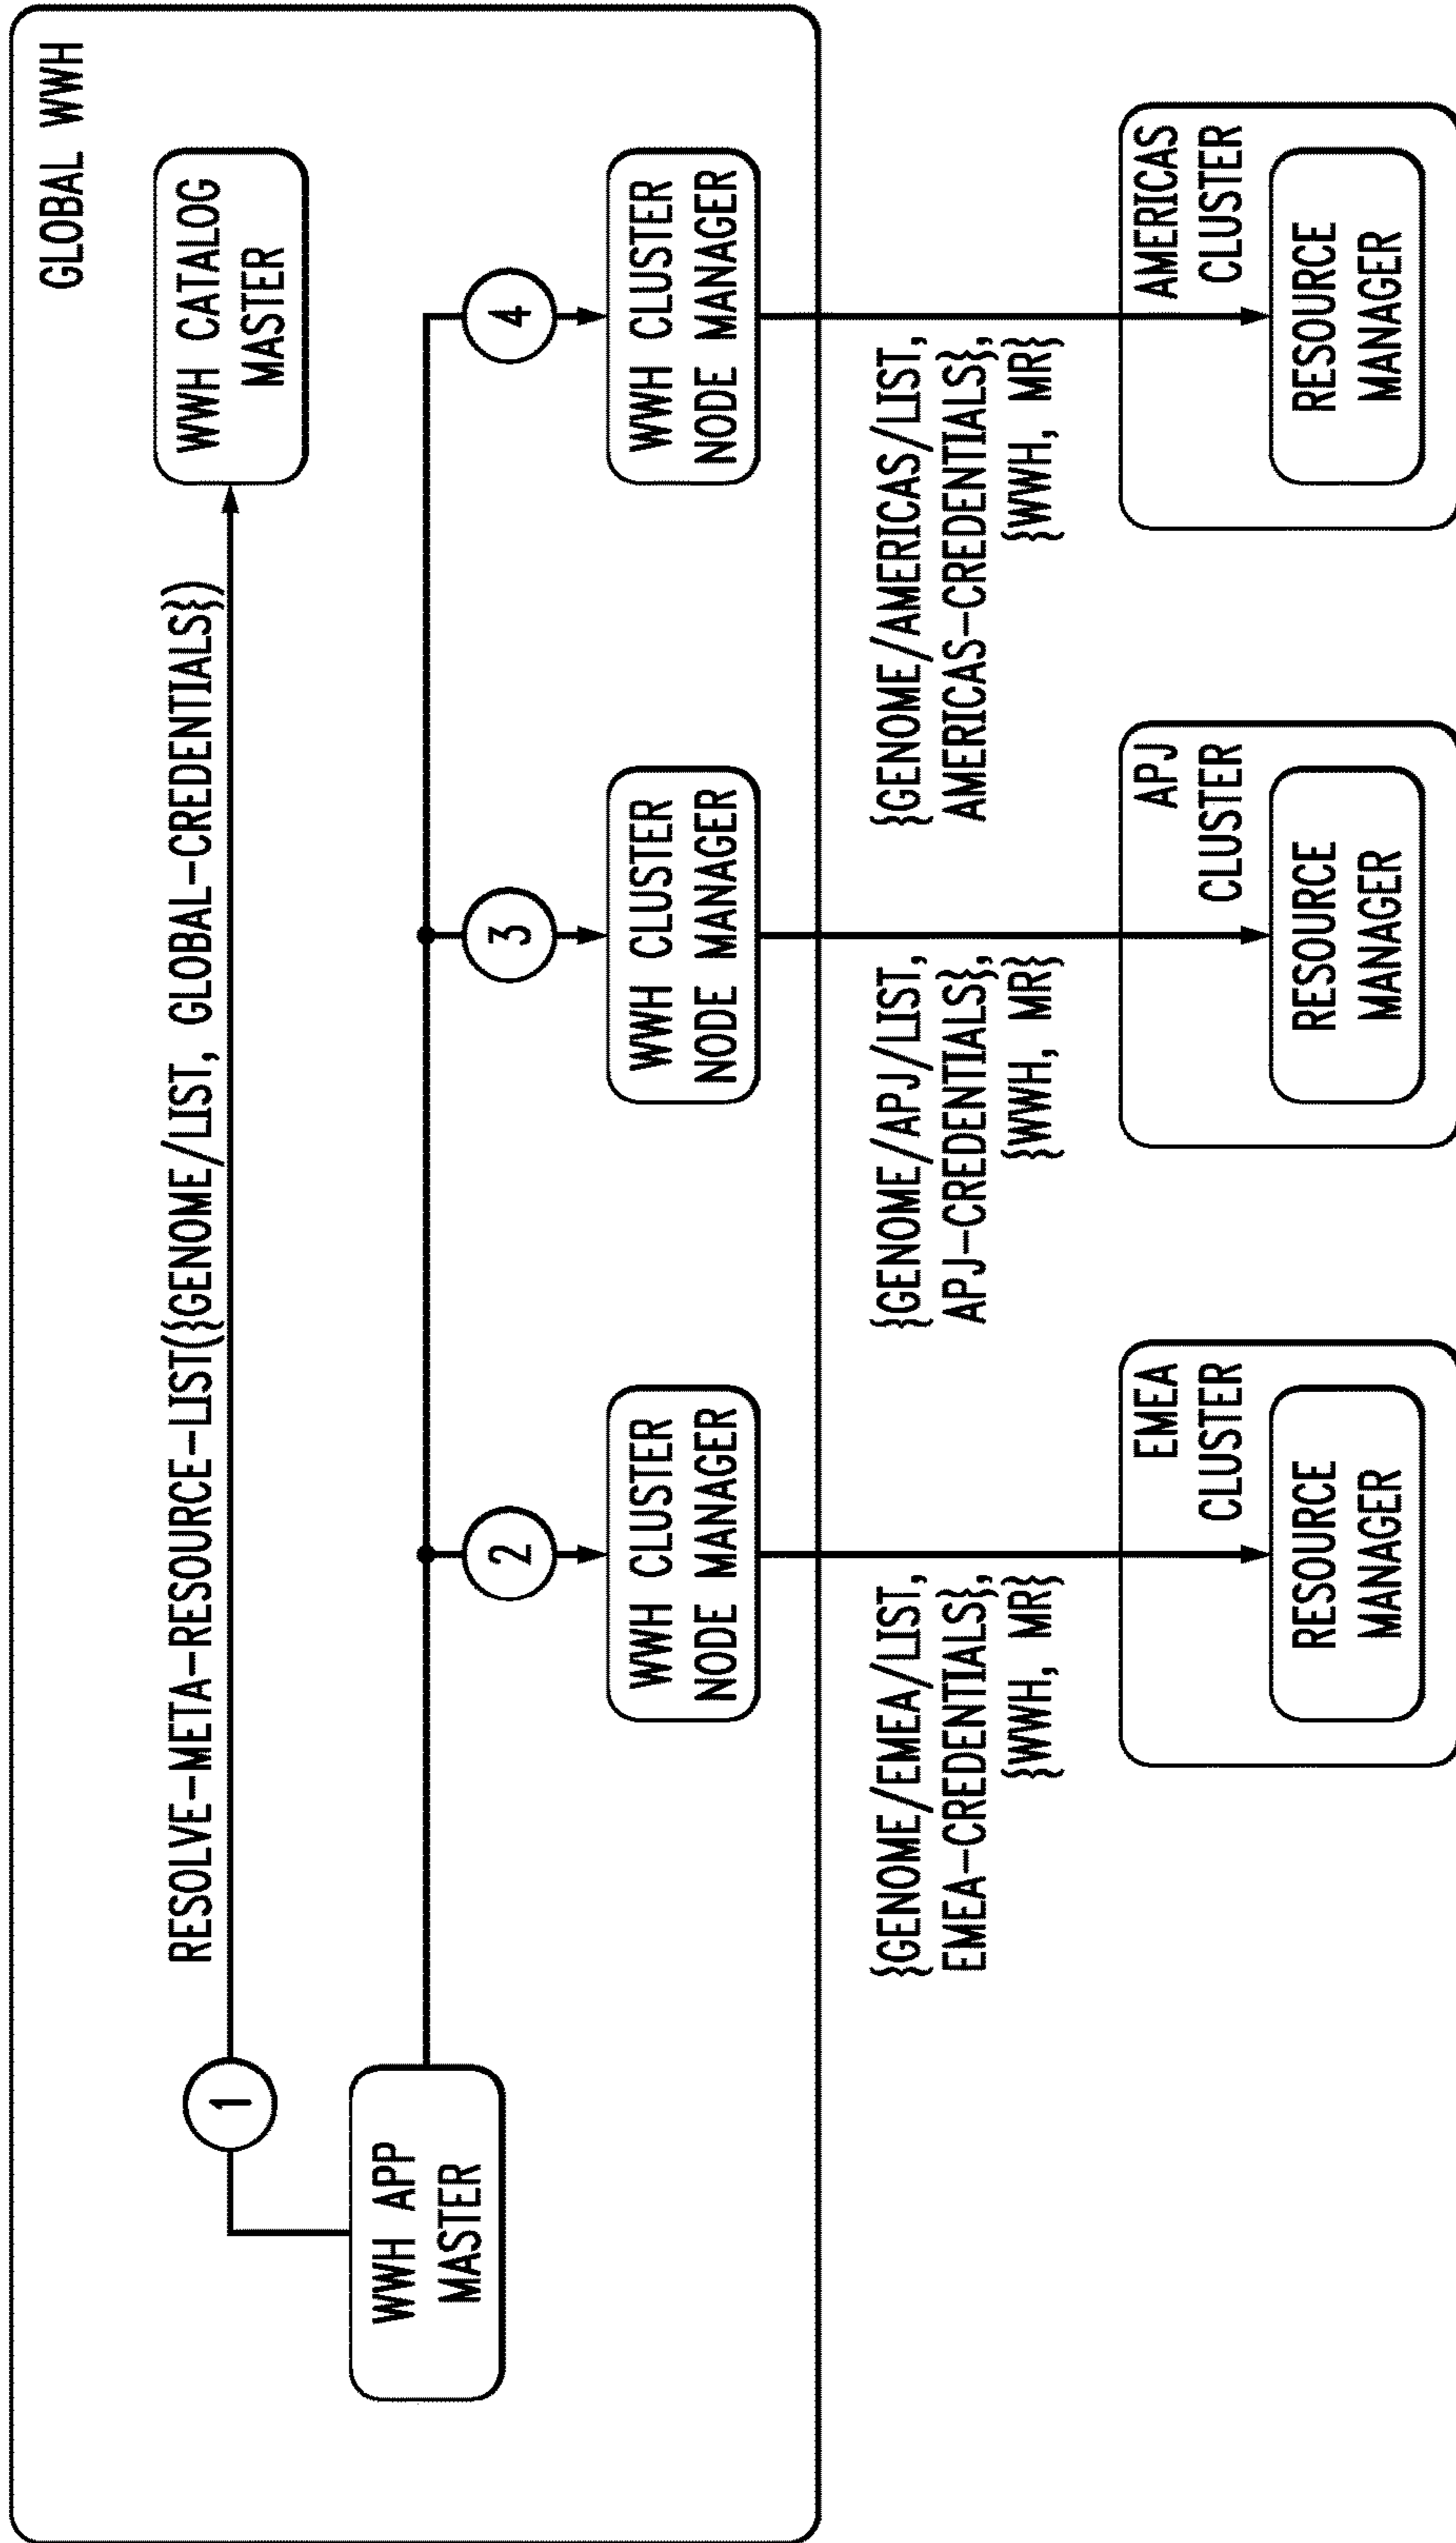 GLOBAL WWH
RESOLVE-META-RESOURCE-LIST({GENOME/LIST, GLOBAL-CREDENTIALS})
1
WWH CATALOG
MASTER
WWH APP
MASTER
2
3
4
WWH CLUSTER
NODE MANAGER
WWH CLUSTER
NODE MANAGER
WWH CLUSTER
NODE MANAGER
{GENOME/EMEA/LIST,
EMEA-CREDENTIALS},
{WWH, MR}
{GENOME/APJ/LIST,
APJ-CREDENTIALS},
{WWH, MR}
{GENOME/AMERICAS/LIST,
AMERICAS-CREDENTIALS},
{WWH, MR}
EMEA
CLUSTER
RESOURCE
MANAGER
APJ
CLUSTER
RESOURCE
MANAGER
AMERICAS
CLUSTER
RESOURCE
MANAGER